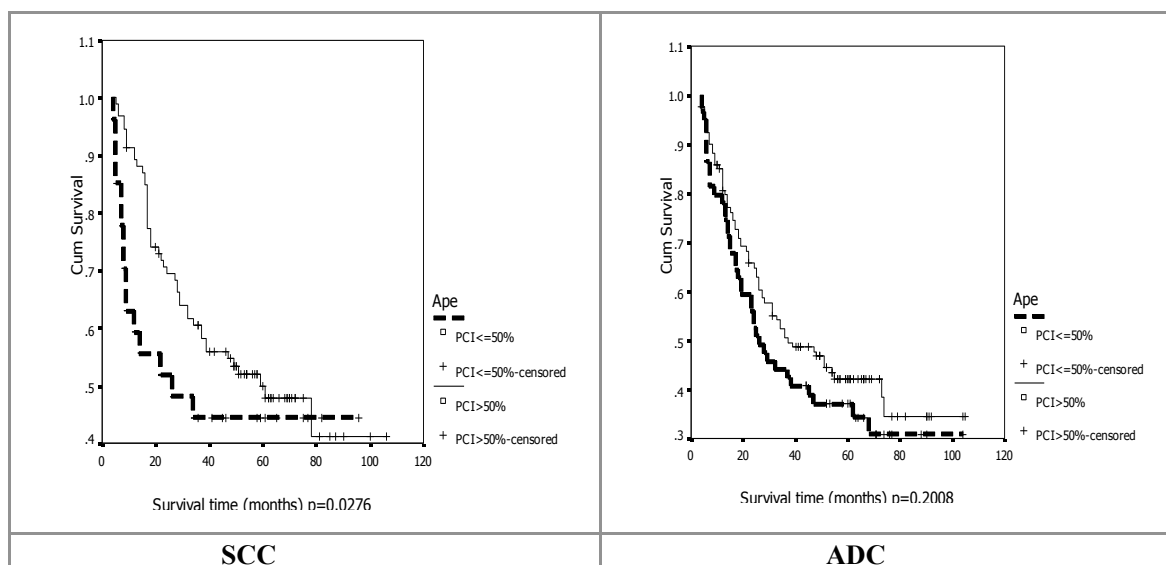 1.1
1.0
.9
.8
.7
.6
.5
.4
Cum Survival
0 20 40 60 80 100 120
Survival time (months) p=0.0276
Ape
PCI<=50%
PCI<=50%-censored
PCI>50%
PCI>50%-censored
SCC
1.1
1.0
.9
.8
.7
.6
.5
.4
.3
Cum Survival
0 20 40 60 80 100 120
Survival time (months) p=0.2008
Ape
PCI<=50%
PCI<=50%-censored
PCI>50%
PCI>50%-censored
ADC